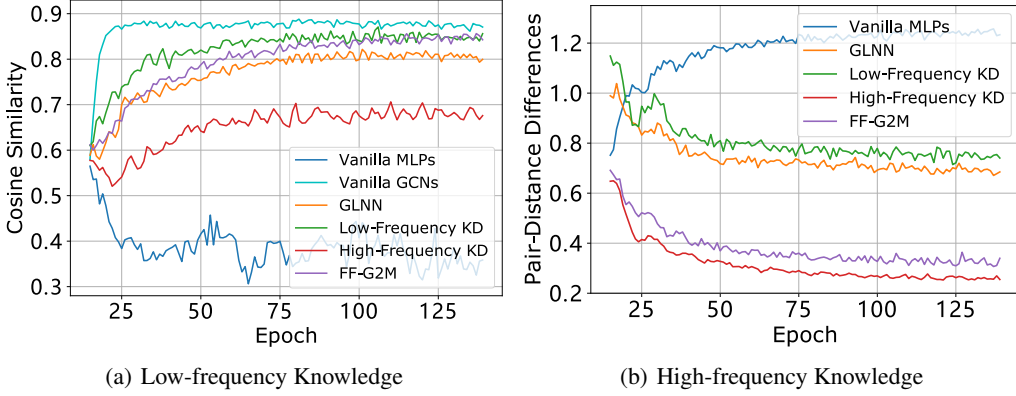 0.9
0.8
0.7
0.6
0.5
0.4
0.3
Cosine Similarity
Vanilla MLPs
Vanilla GCNs
GLNN
Low-Frequency KD
High-Frequency KD
FF-G2M
25 50 75 100 125
Epoch
(a) Low-frequency Knowledge
1.2
1.0
0.8
0.6
0.4
0.2
Pair-Distance Differences
Vanilla MLPs
GLNN
Low-Frequency KD
High-Frequency KD
FF-G2M
25 50 75 100 125
Epoch
(b) High-frequency Knowledge